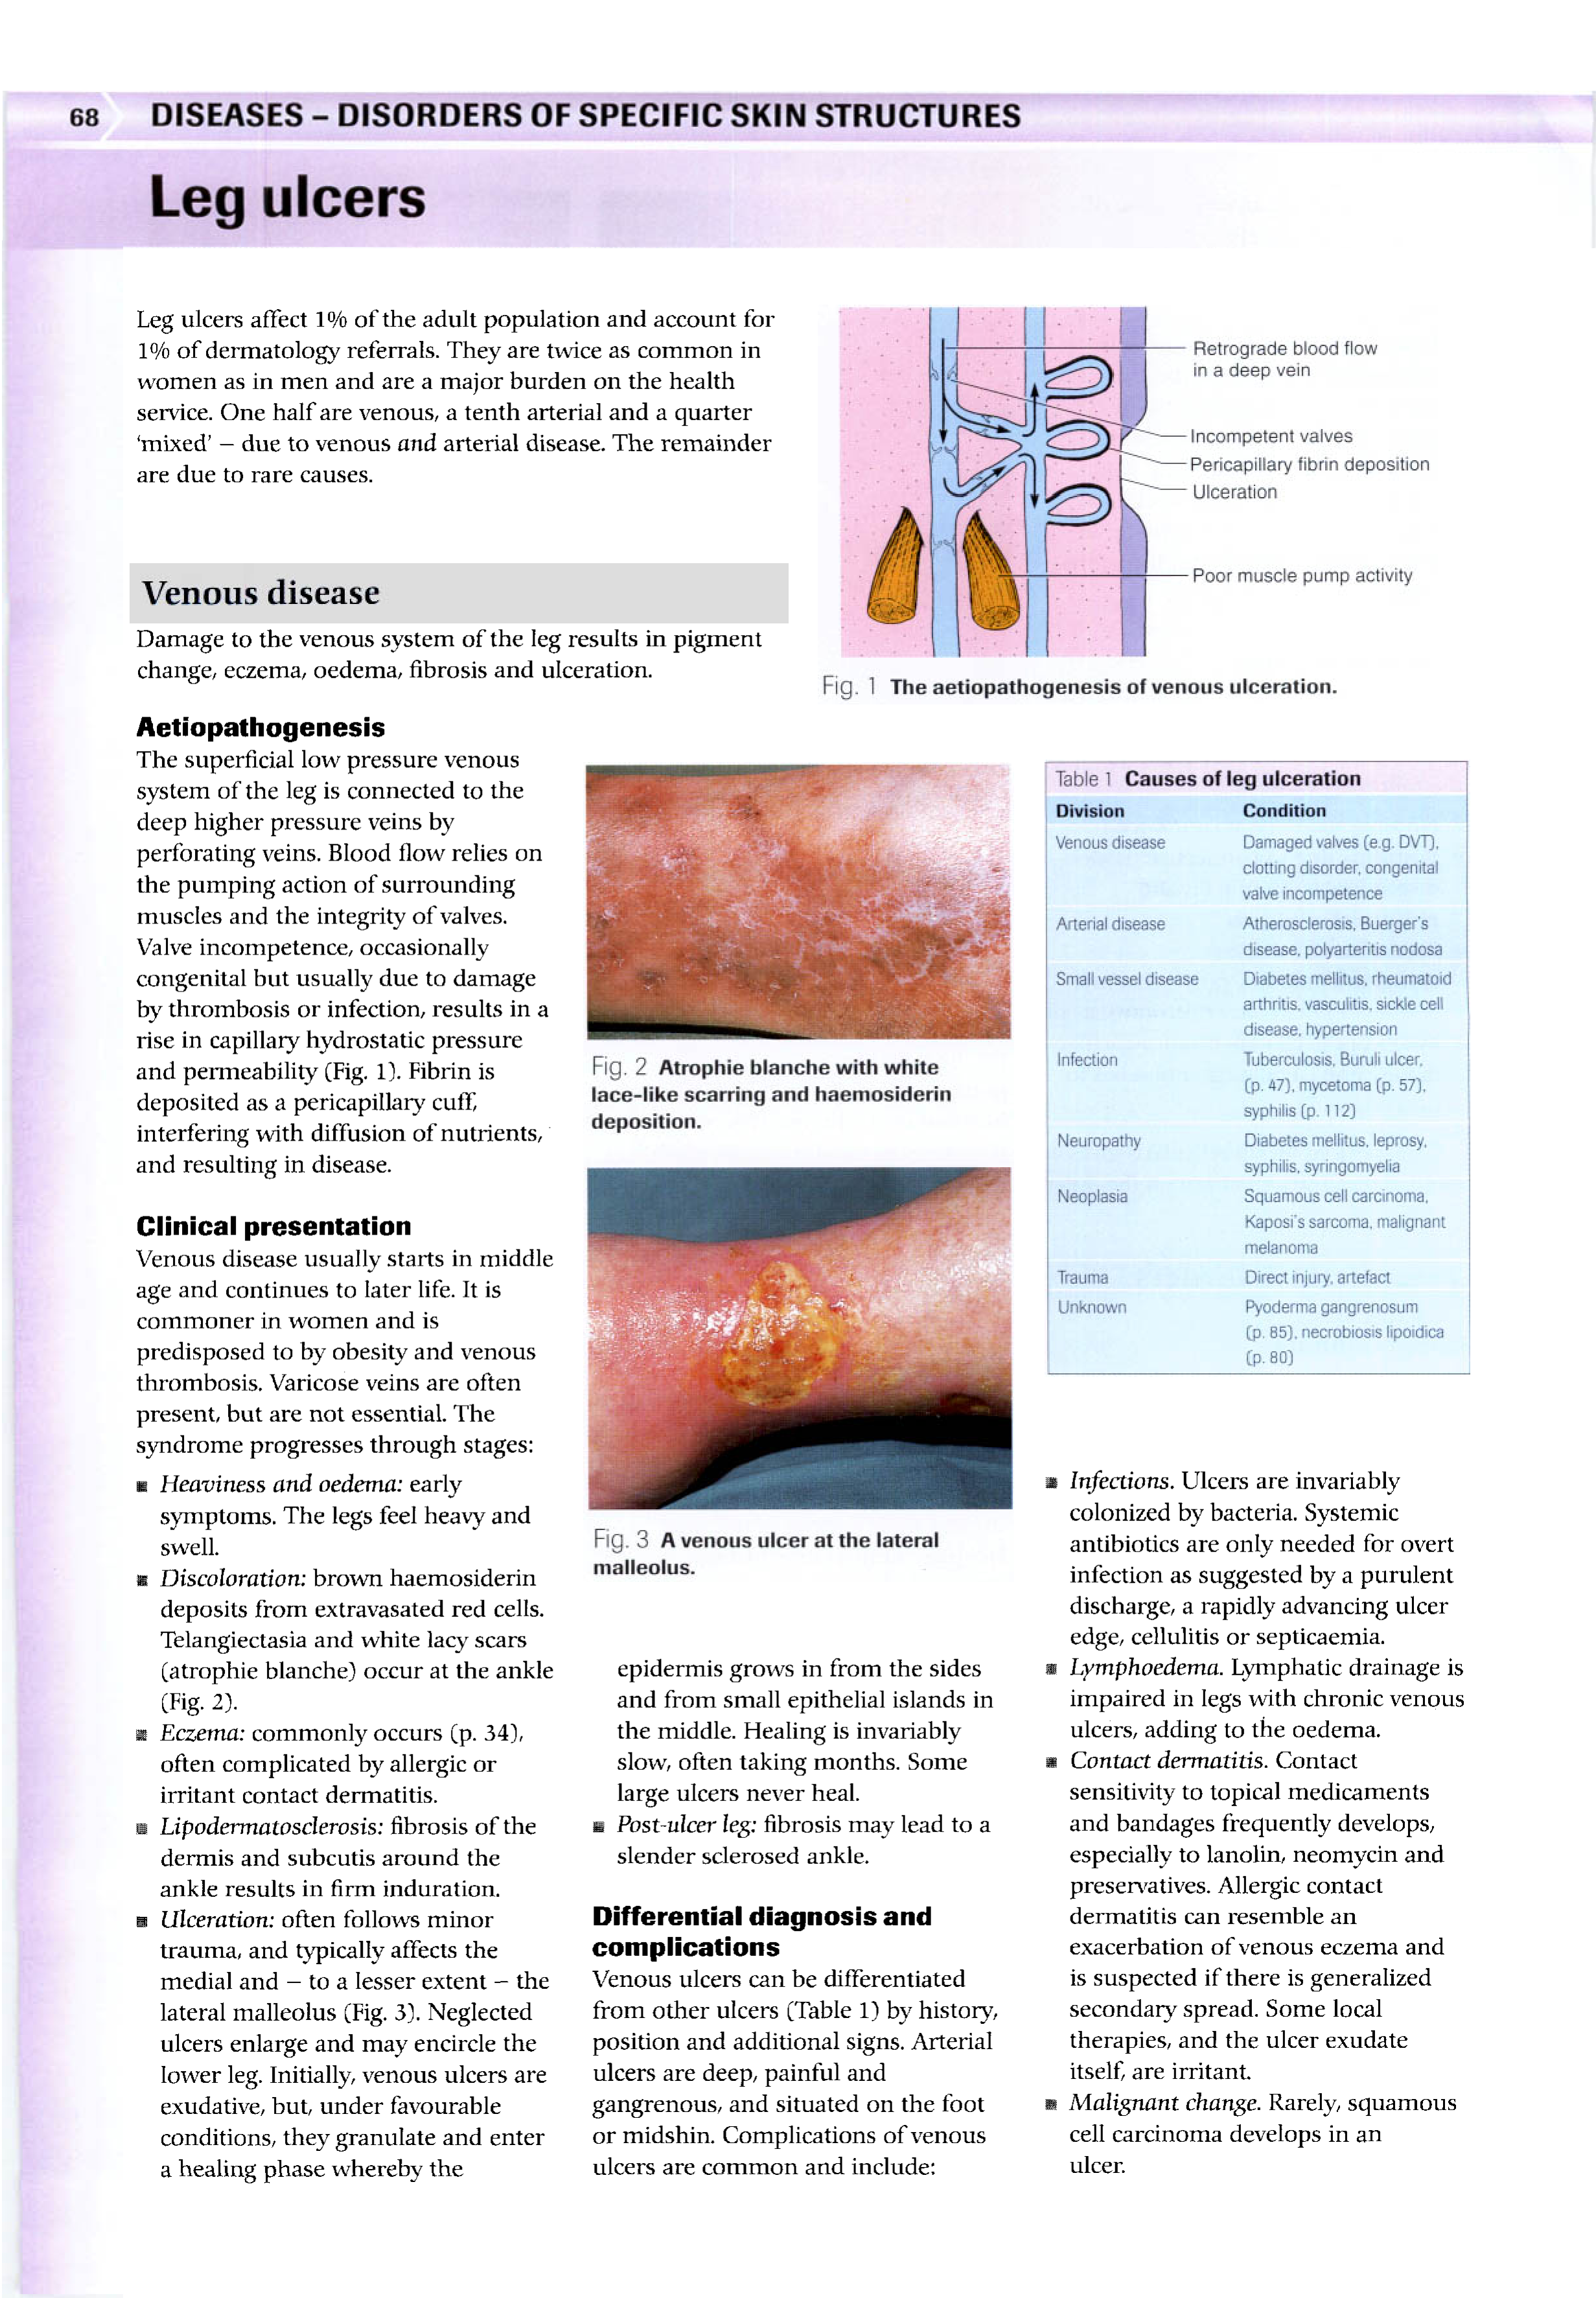 68
DISEASES – DISORDERS OF SPECIFIC SKIN STRUCTURES
Leg ulcers
Leg ulcers affect 1% of the adult population and account for
1% of dermatology referrals. They are twice as common in
women as in men and are a major burden on the health
service. One half are venous, a tenth arterial and a quarter
‘mixed’ – due to venous and arterial disease. The remainder
are due to rare causes.
Retrograde blood flow
in a deep vein
Incompetent valves
Pericapillary fibrin deposition
Ulceration
Poor muscle pump activity
Fig. 1 The aetiopathogenesis of venous ulceration.
Venous disease
Damage to the venous system of the leg results in pigment
change, eczema, oedema, fibrosis and ulceration.
Aetiopathogenesis
The superficial low pressure venous
system of the leg is connected to the
deep higher pressure veins by
perforating veins. Blood flow relies on
the pumping action of surrounding
muscles and the integrity of valves.
Valve incompetence, occasionally
congenital but usually due to damage
by thrombosis or infection, results in a
rise in capillary hydrostatic pressure
and permeability (Fig. 1). Fibrin is
deposited as a pericapillary cuff,
interfering with diffusion of nutrients,
and resulting in disease.
Clinical presentation
Venous disease usually starts in middle
age and continues to later life. It is
commoner in women and is
predisposed to by obesity and venous
thrombosis. Varicose veins are often
present, but are not essential. The
syndrome progresses through stages:
■ Heaviness and oedema: early
symptoms. The legs feel heavy and
swell.
■ Discoloration: brown haemosiderin
deposits from extravasated red cells.
Telangiectasia and white lacy scars
(atrophie blanche) occur at the ankle
(Fig. 2).
■ Eczema: commonly occurs (p. 34),
often complicated by allergic or
irritant contact dermatitis.
■ Lipodermatosclerosis: fibrosis of the
dermis and subcutis around the
ankle results in firm induration.
■ Ulceration: often follows minor
trauma, and typically affects the
medial and – to a lesser extent – the
lateral malleolus (Fig. 3). Neglected
ulcers enlarge and may encircle the
lower leg. Initially, venous ulcers are
exudative, but, under favourable
conditions, they granulate and enter
a healing phase whereby the
Fig. 2 Atrophie blanche with white
lace-like scarring and haemosiderin
deposition.
Fig. 3 A venous ulcer at the lateral
malleolus.
epidermis grows in from the sides
and from small epithelial islands in
the middle. Healing is invariably
slow, often taking months. Some
large ulcers never heal.
■ Post-ulcer leg: fibrosis may lead to a
slender sclerosed ankle.
Differential diagnosis and
complications
Venous ulcers can be differentiated
from other ulcers (Table 1) by history,
position and additional signs. Arterial
ulcers are deep, painful and
gangrenous, and situated on the foot
or midshin. Complications of venous
ulcers are common and include:
Table 1 Causes of leg ulceration
Division Condition
Venous disease Damaged valves (e.g. DVT),
clotting disorder, congenital
valve incompetence
Arterial disease Atherosclerosis, Buerger's
disease, polyarteritis nodosa
Small vessel disease Diabetes mellitus, rheumatoid
arthritis, vasculitis, sickle cell
disease, hypertension
Infection Tuberculosis, Buruli ulcer,
(p. 47), mycetoma (p. 57),
syphilis (p. 112)
Neuropathy Diabetes mellitus, leprosy,
syphilis, syringomyelia
Neoplasia Squamous cell carcinoma,
Kaposi's sarcoma, malignant
melanoma
Trauma Direct injury, artefact
Unknown Pyoderma gangrenosum
(p. 85), necrobiosis lipoidica
(p. 80)
■ Infections. Ulcers are invariably
colonized by bacteria. Systemic
antibiotics are only needed for overt
infection as suggested by a purulent
discharge, a rapidly advancing ulcer
edge, cellulitis or septicaemia.
■ Lymphoedema. Lymphatic drainage is
impaired in legs with chronic venous
ulcers, adding to the oedema.
■ Contact dermatitis. Contact
sensitivity to topical medicaments
and bandages frequently develops,
especially to lanolin, neomycin and
preservatives. Allergic contact
dermatitis can resemble an
exacerbation of venous eczema and
is suspected if there is generalized
secondary spread. Some local
therapies, and the ulcer exudate
itself, are irritant.
■ Malignant change. Rarely, squamous
cell carcinoma develops in an
ulcer.